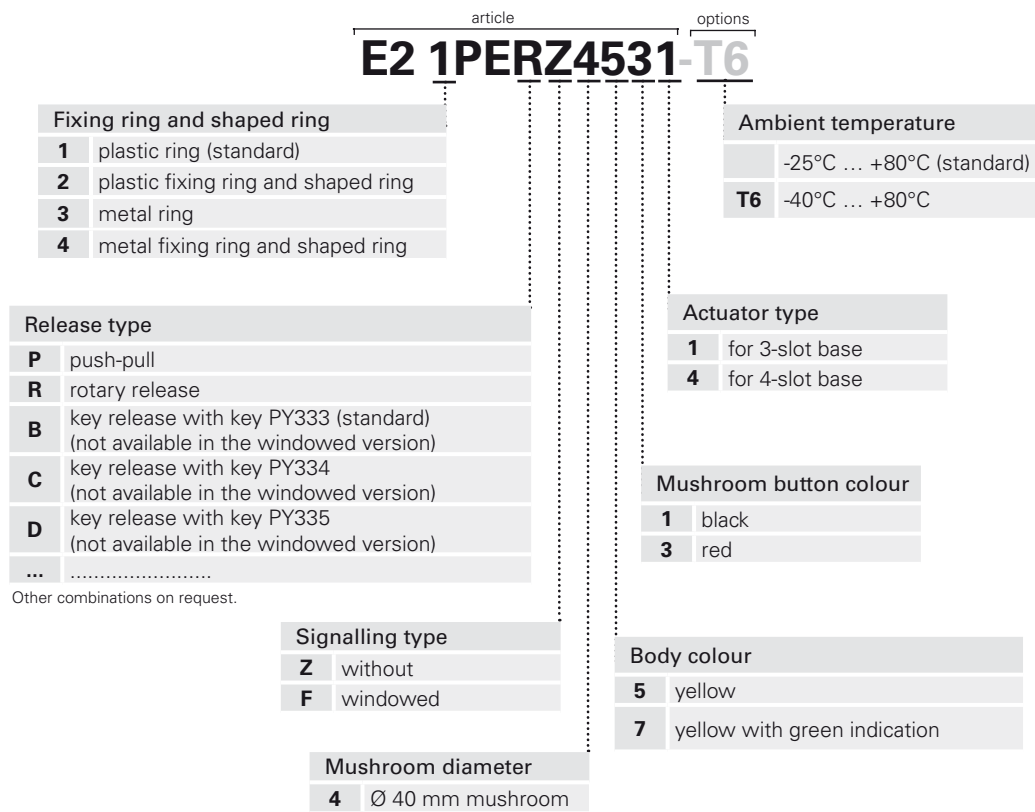 article
options
E2 1PERZ4531-T6
Fixing ring and shaped ring
1 plastic ring (standard)
2 plastic fixing ring and shaped ring
3 metal ring
4 metal fixing ring and shaped ring
Ambient temperature
-25°C … +80°C (standard)
T6 -40°C … +80°C
Release type
P push-pull
R rotary release
B key release with key PY333 (standard)
(not available in the windowed version)
C key release with key PY334
(not available in the windowed version)
D key release with key PY335
(not available in the windowed version)
... ........................
Other combinations on request.
Actuator type
1 for 3-slot base
4 for 4-slot base
Mushroom button colour
1 black
3 red
Signalling type
Z without
F windowed
Body colour
5 yellow
7 yellow with green indication
Mushroom diameter
4 Ø 40 mm mushroom